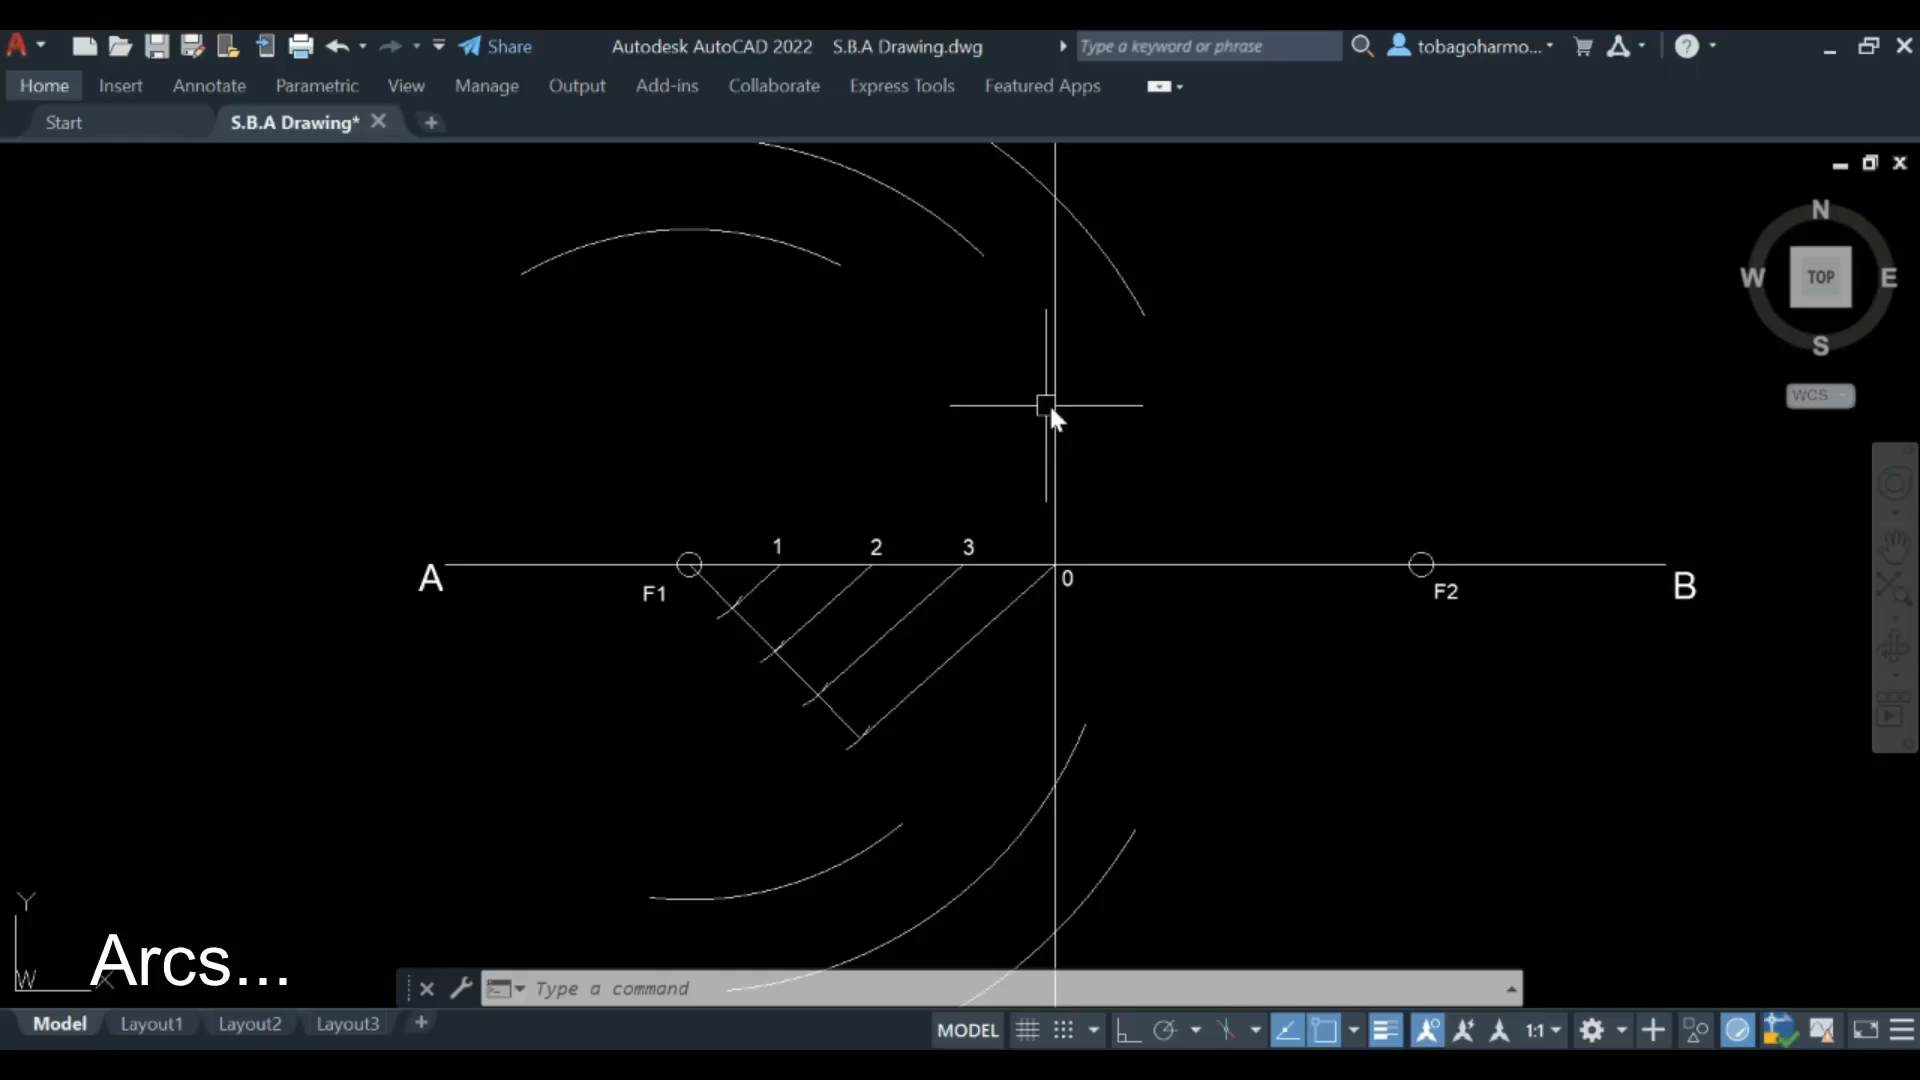 Share
Autodesk AutoCAD 2022 S.B.A Drawing.dwg
Type a keyword or phrase
tobagoharmo...
Home Insert Annotate Parametric View Manage Output Add-ins Collaborate Express Tools Featured Apps
Start
S.B.A Drawing*
N
W TOP E
S
WCS
1 2 3
A B
0
F1 F2
Y
Arcs...
W X
Type a command
Model Layout1 Layout2 Layout3
MODEL 1:1